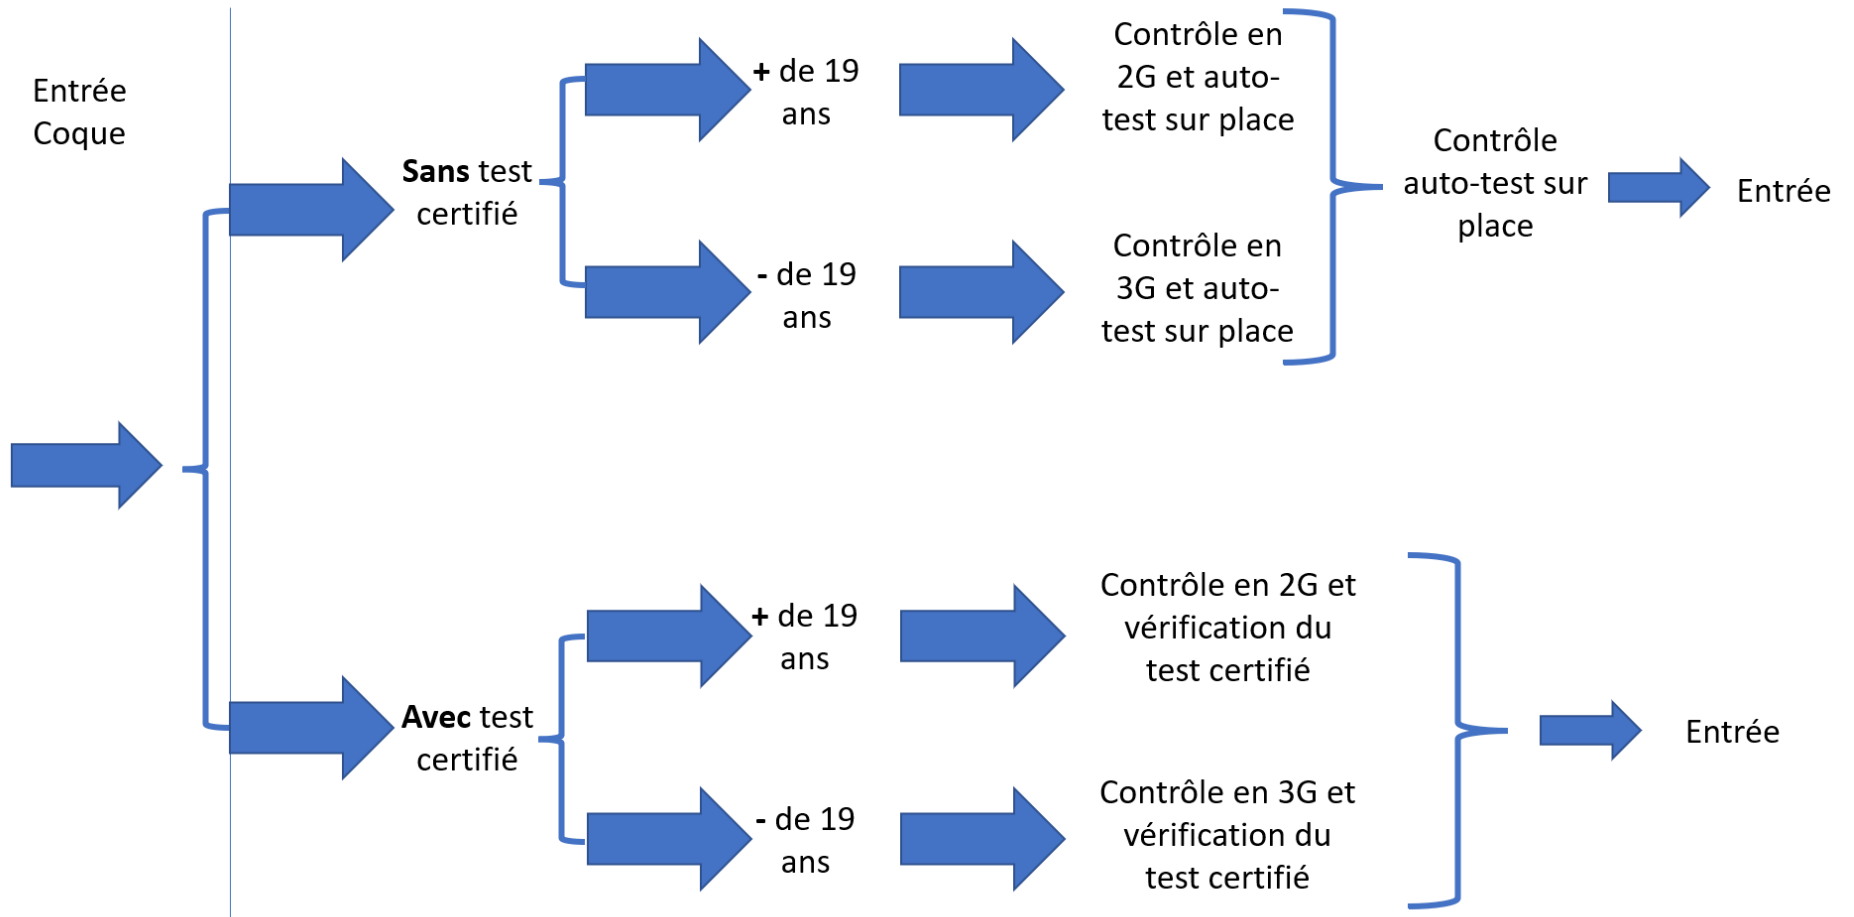 Entrée
Coque
Sans test
certifié
+ de 19
ans
Contrôle en
2G et auto-
test sur place
- de 19
ans
Contrôle en
3G et auto-
test sur place
Contrôle
auto-test sur
place
Entrée
Avec test
certifié
+ de 19
ans
Contrôle en 2G et
vérification du
test certifié
- de 19
ans
Contrôle en 3G et
vérification du
test certifié
Entrée